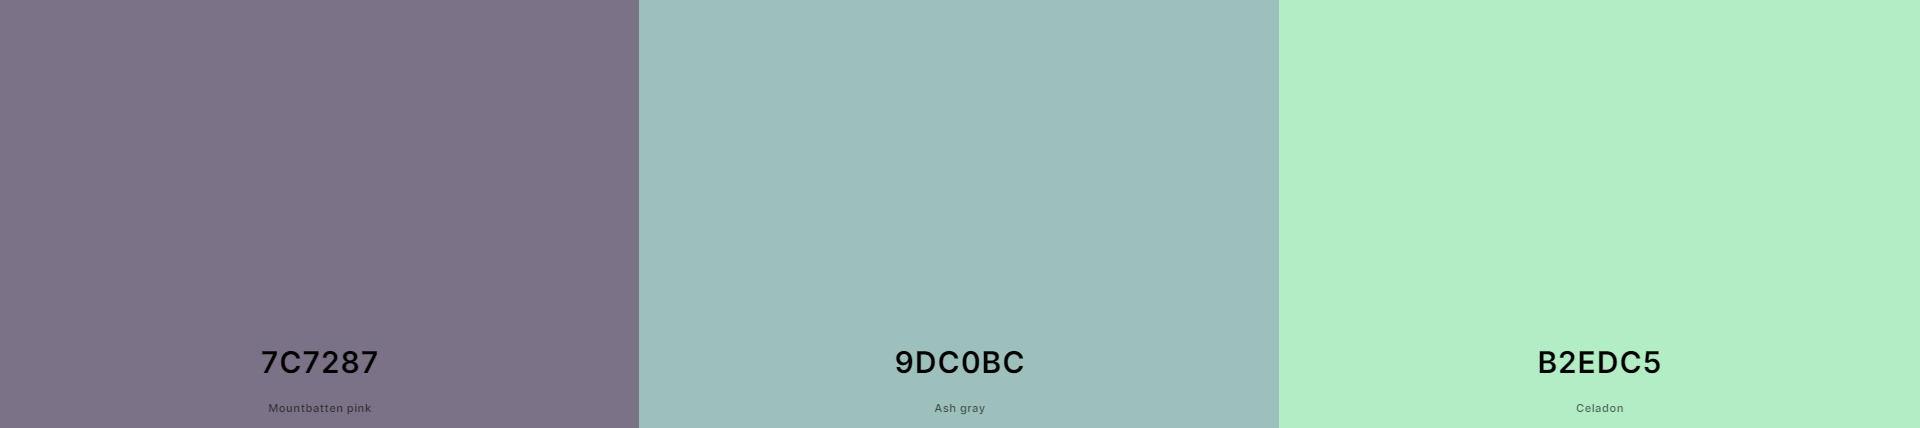 7C7287
Mountbatten pink
9DC0BC
Ash gray
B2EDC5
Celadon